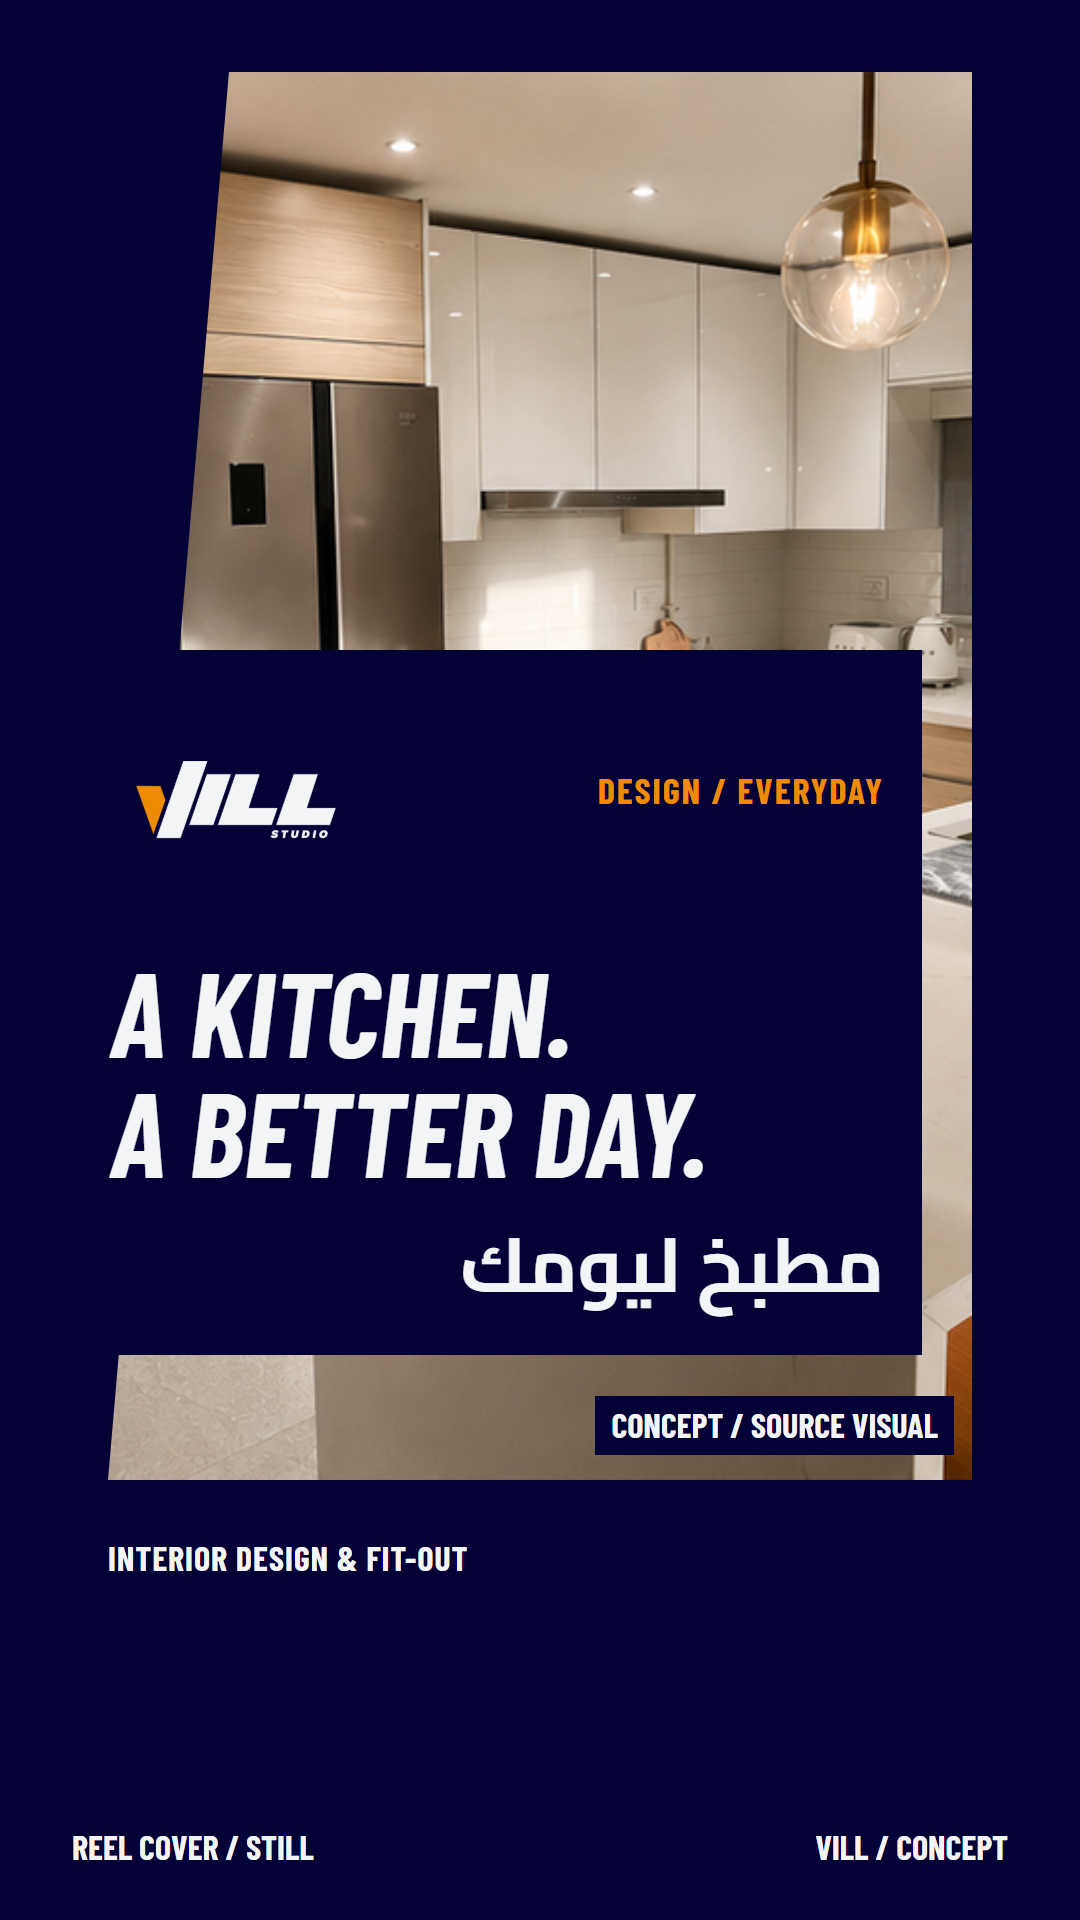 VILL
STUDIO
DESIGN / EVERYDAY
A KITCHEN.
A BETTER DAY.
مطبخ ليومك
CONCEPT / SOURCE VISUAL
INTERIOR DESIGN & FIT-OUT
REEL COVER / STILL
VILL / CONCEPT